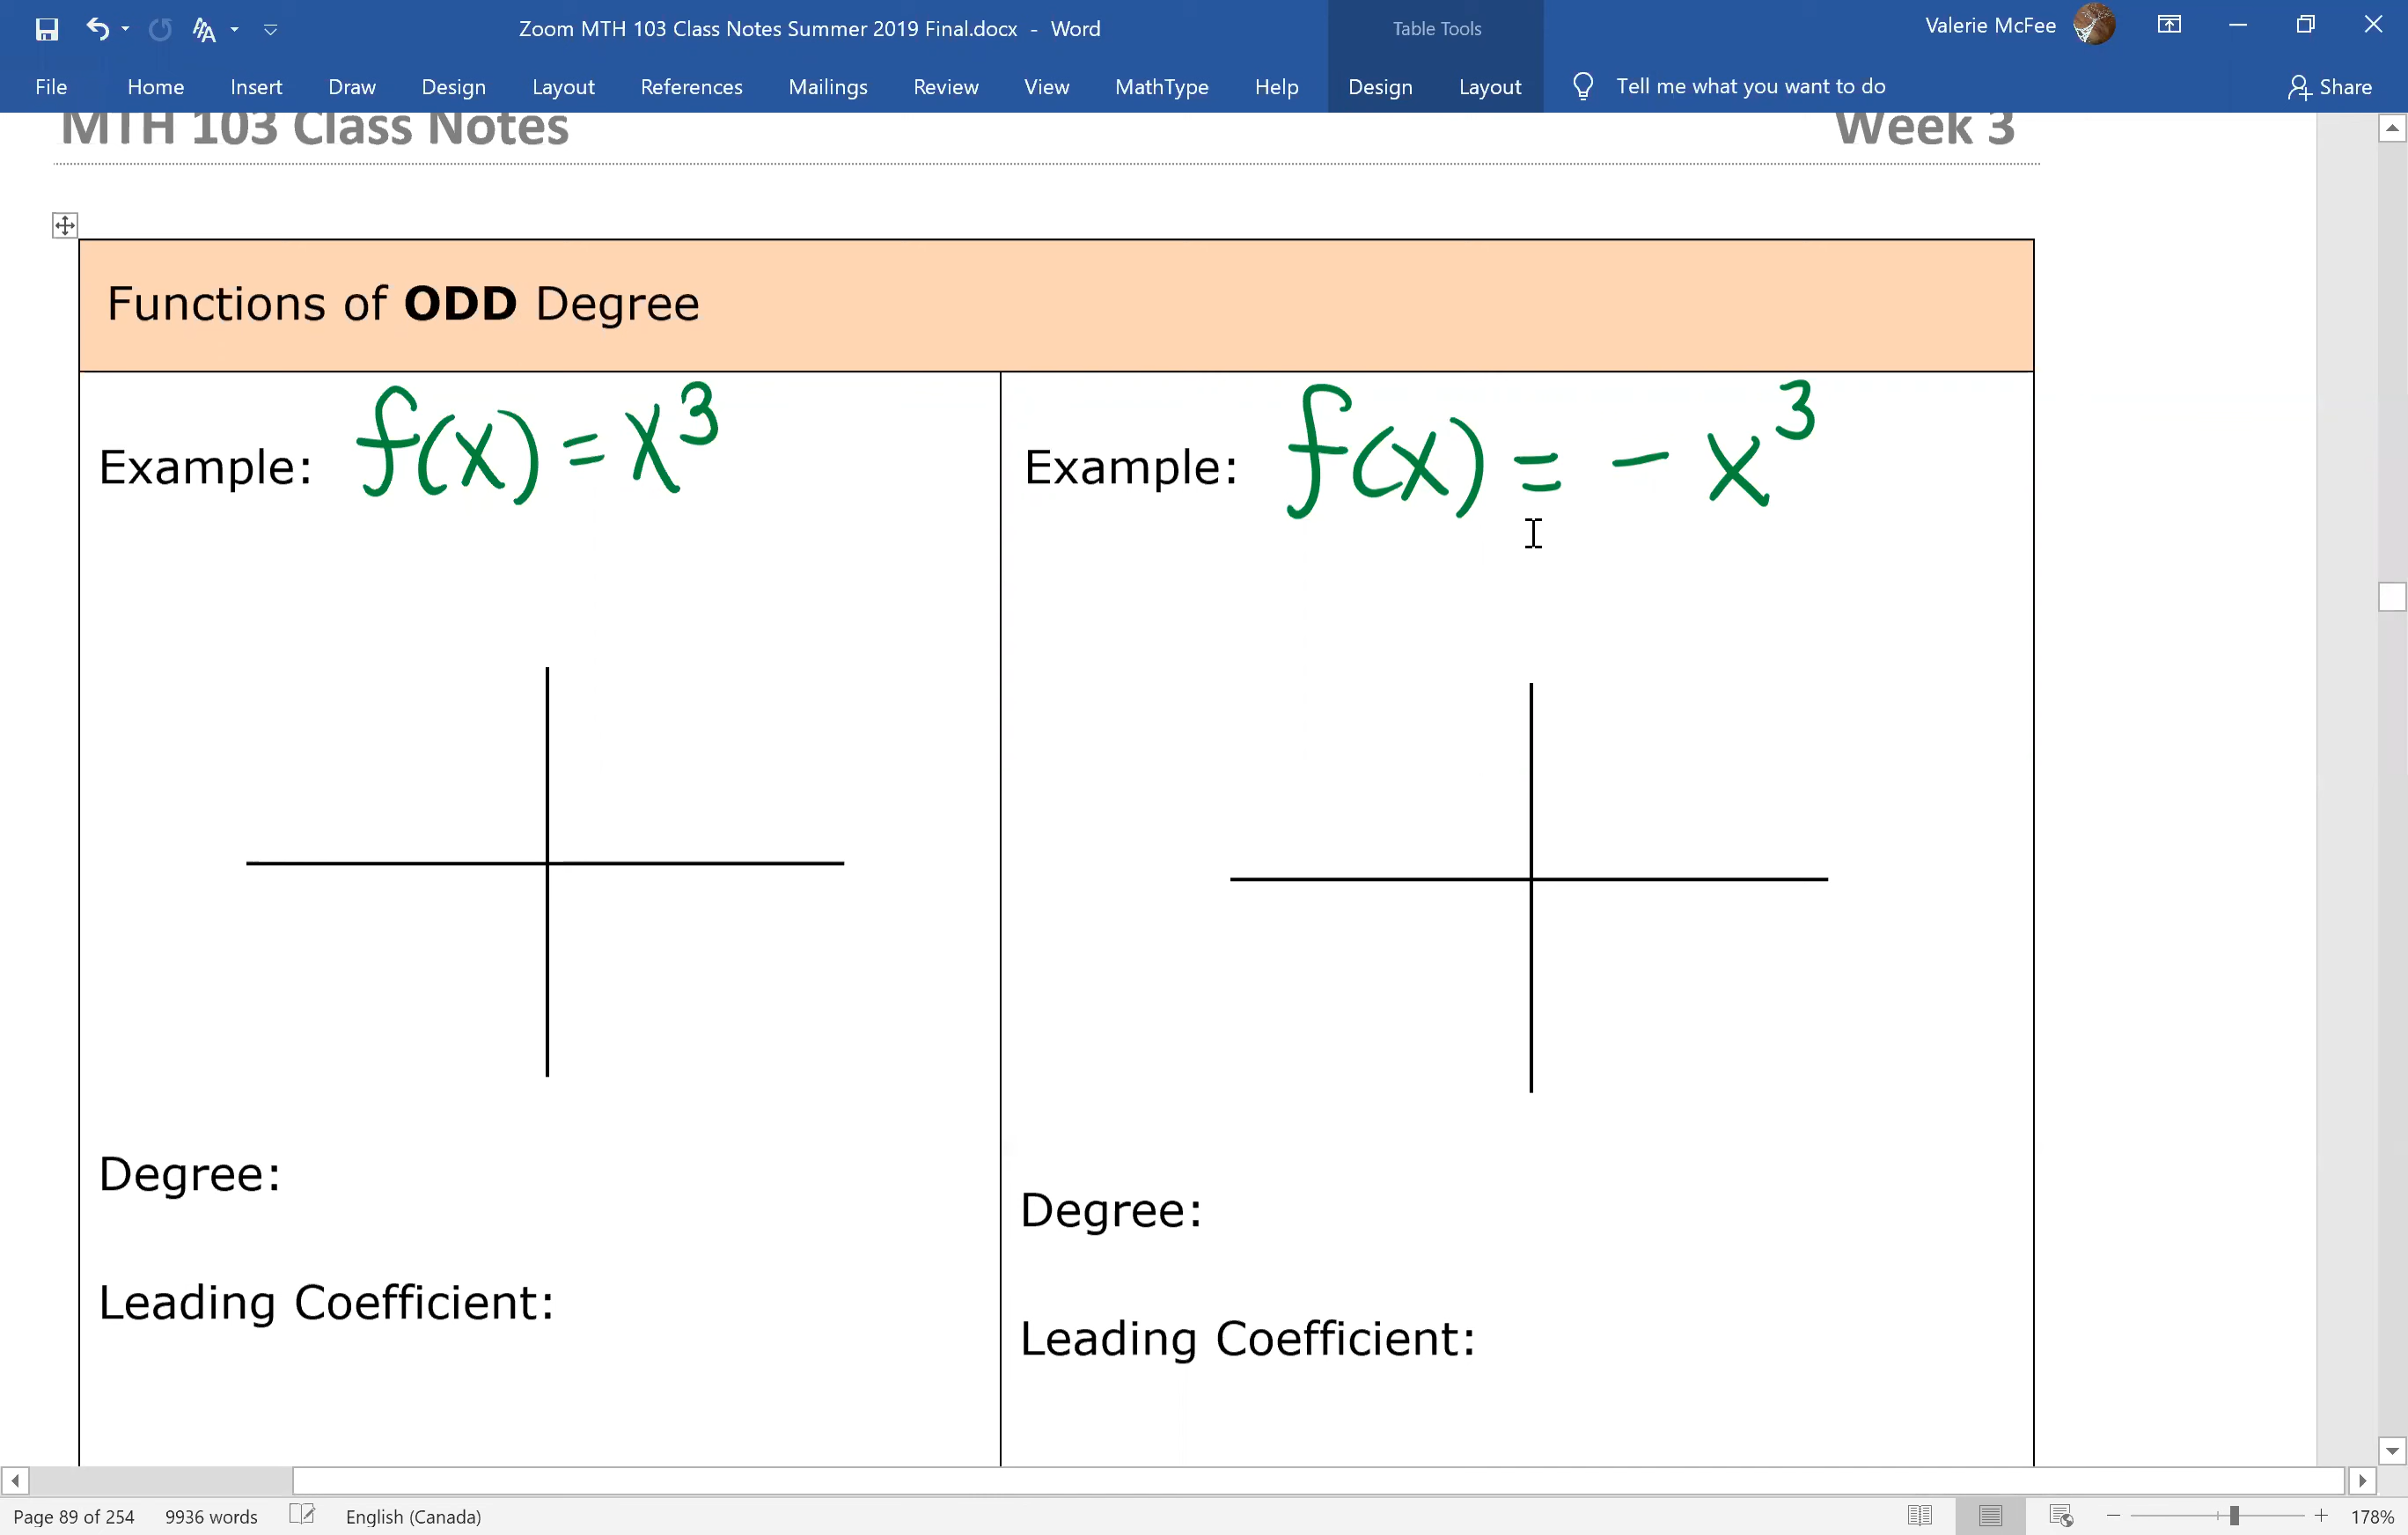 Zoom MTH 103 Class Notes Summer 2019 Final.docx - Word
Table Tools
Valerie McFee
File Home Insert Draw Design Layout References Mailings Review View MathType Help Design Layout Tell me what you want to do Share
MTH 103 Class Notes Week 3
Functions of ODD Degree
Example: f(x) = x³
Example: f(x) = - x³
Degree:
Leading Coefficient:
Degree:
Leading Coefficient:
Page 89 of 254 9936 words English (Canada) 178%